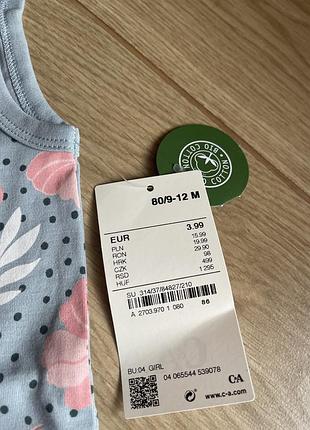 BIO COTTON
80/9-12 M
EUR 3.99
PLN 15.99
RON 19.99
HRK 29.90
CZK 98
RSD 499
HUF 1 295
SU 314/37/84827/210
A 2703.970 1 080 86
BU:04 GIRL
04 065544 539078
C&A
www.c-a.com